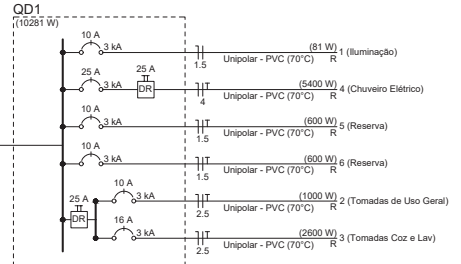 QD1
(10281 W)
10 A
3 kA
1.5
(81 W)
Unipolar - PVC (70°C)
R
1 (Iluminação)
25 A
3 kA
25 A
DR
T
4
(5400 W)
Unipolar - PVC (70°C)
R
4 (Chuveiro Elétrico)
10 A
3 kA
T
1.5
(600 W)
Unipolar - PVC (70°C)
R
5 (Reserva)
10 A
3 kA
T
1.5
(600 W)
Unipolar - PVC (70°C)
R
6 (Reserva)
25 A
DR
10 A
3 kA
T
2.5
(1000 W)
Unipolar - PVC (70°C)
R
2 (Tomadas de Uso Geral)
16 A
3 kA
T
2.5
(2600 W)
Unipolar - PVC (70°C)
R
3 (Tomadas Coz e Lav)